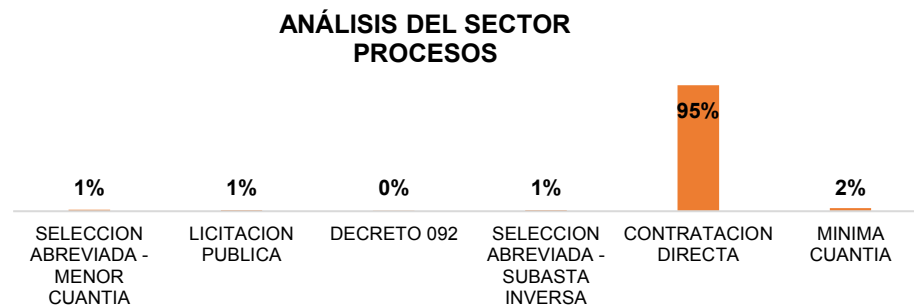 ANÁLISIS DEL SECTOR
PROCESOS
1%
1%
0%
1%
95%
2%
SELECCION
ABREVIADA -
MENOR
CUANTIA
LICITACION
PUBLICA
DECRETO 092
SELECCION
ABREVIADA -
SUBASTA
INVERSA
CONTRATACION
DIRECTA
MINIMA
CUANTIA